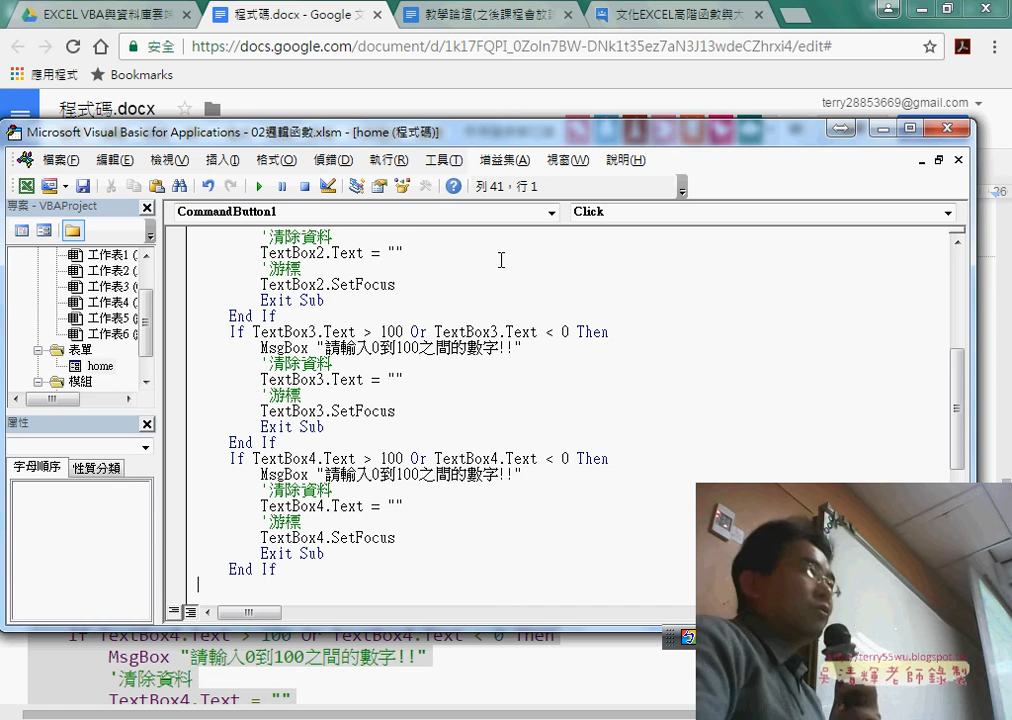 EXCEL VBA與資料庫雲
程式碼.docx - Google 文
教學論壇(之後課程會放
文化EXCEL高階函數與大
安全
https://docs.google.com/document/d/1k17FQPI_0Zoln7BW-DNk1t35ez7aN3J13wdeCZhrxi4/edit#
應用程式
Bookmarks
程式碼.docx
terry28853669@gmail.com
Microsoft Visual Basic for Applications - 02邏輯函數.xlsm - [home (程式碼)]
檔案(F) 編輯(E) 檢視(V) 插入(I) 格式(O) 偵錯(D) 執行(R) 工具(T) 增益集(A) 視窗(W) 說明(H)
列 41，行 1
專案 - VBAProject
CommandButton1
Click
工作表1 (
工作表2 (
工作表3 (
工作表4 (
工作表5 (
工作表6 (
表單
home
模組
屬性
字母順序 性質分類
'清除資料
TextBox2.Text = ""
'游標
TextBox2.SetFocus
Exit Sub
End If
If TextBox3.Text > 100 Or TextBox3.Text < 0 Then
MsgBox "請輸入0到100之間的數字!!"
'清除資料
TextBox3.Text = ""
'游標
TextBox3.SetFocus
Exit Sub
End If
If TextBox4.Text > 100 Or TextBox4.Text < 0 Then
MsgBox "請輸入0到100之間的數字!!"
'清除資料
TextBox4.Text = ""
'游標
TextBox4.SetFocus
Exit Sub
End If
If TextBox4.Text > 100 Or TextBox4.Text < 0 Then
MsgBox "請輸入0到100之間的數字!!"
'清除資料
TextBox4.Text = ""
//terry55wu.blogspot.
吳清輝老師錄製